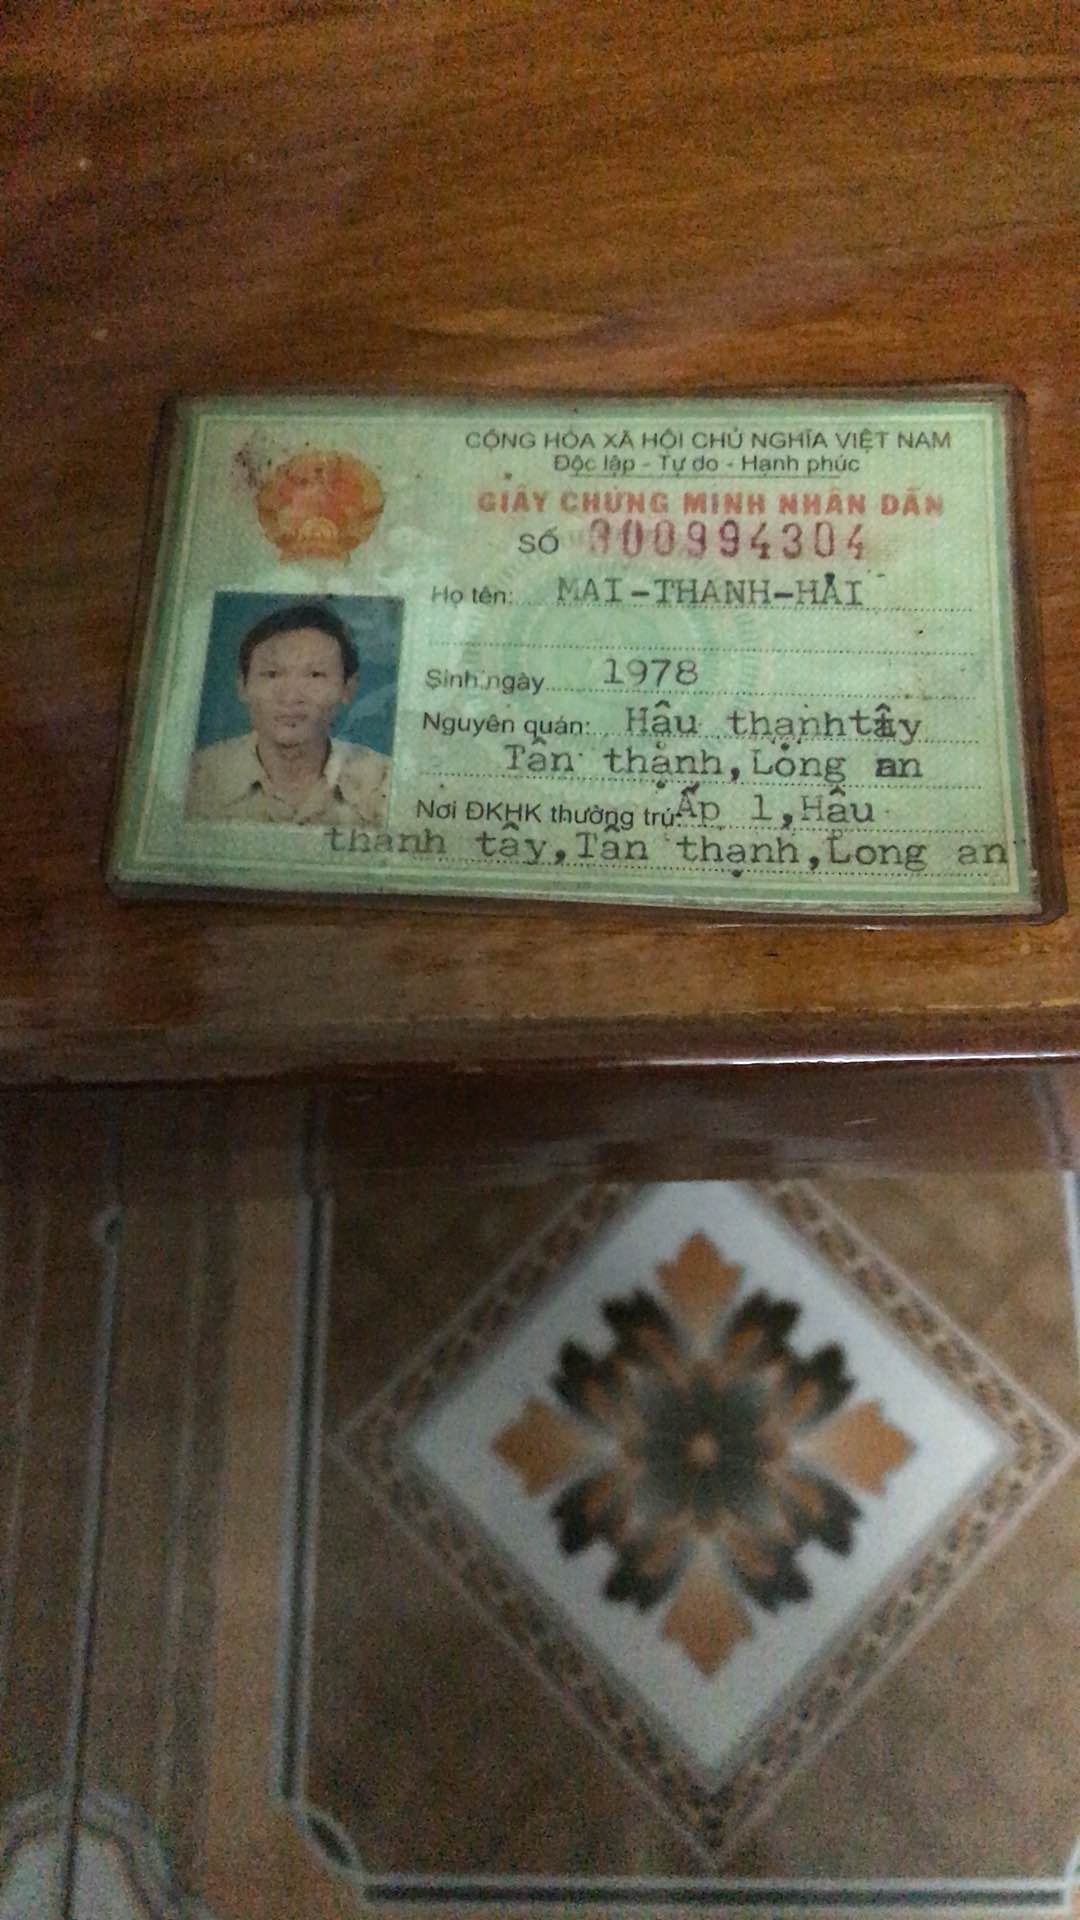 CỘNG HÒA XÃ HỘI CHỦ NGHĨA VIỆT NAM
Độc lập - Tự do - Hạnh phúc
GIẤY CHỨNG MINH NHÂN DÂN
SỐ 300994304
Họ tên: MAI-THANH-HẢI
Sinh ngày 1978
Nguyên quán: Hậu thạnh tây
Tân thạnh, Long an
Nơi ĐKHK thường trú: Ấp 1, Hậu
thạnh tây, Tân thạnh, Long an